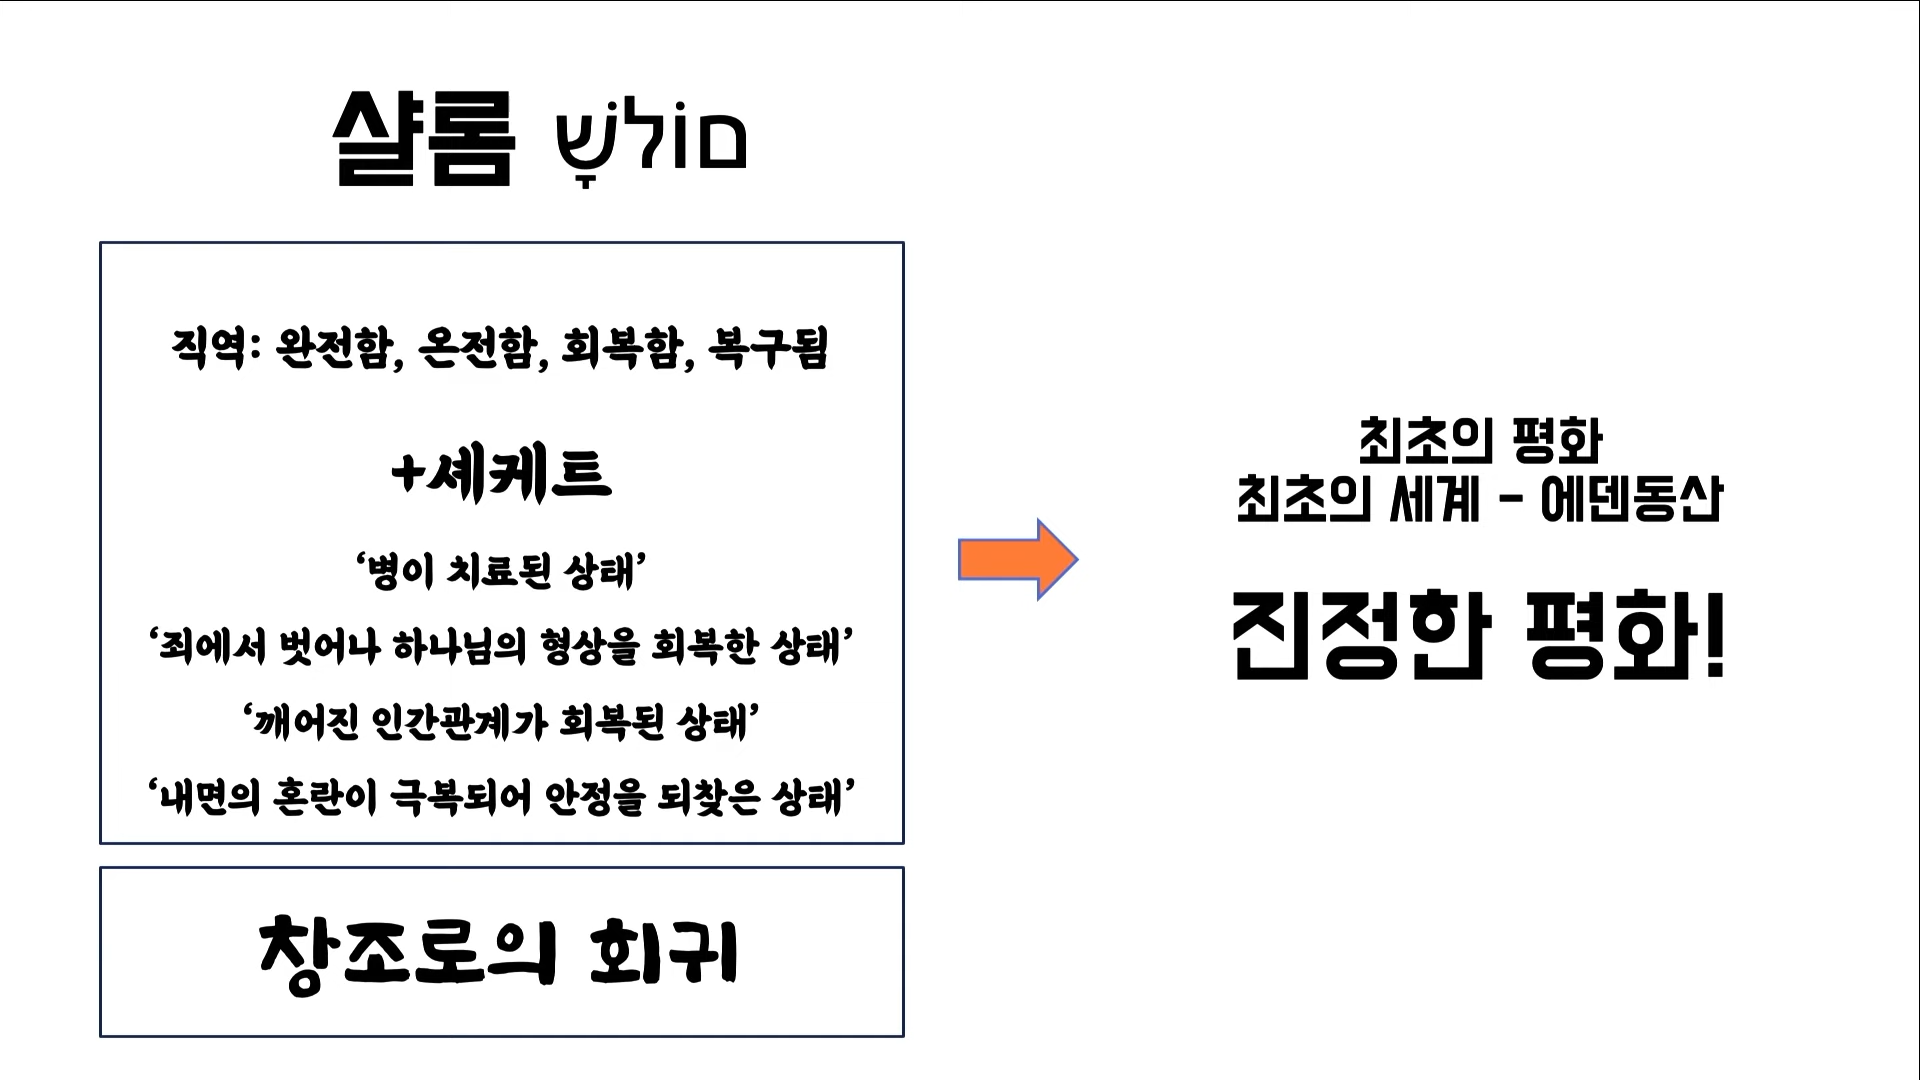 샬롬 םוֹלשָׁ
직역: 완전함, 온전함, 회복함, 복구됨
+셰케트
‘병이 치료된 상태’
‘죄에서 벗어나 하나님의 형상을 회복한 상태’
‘깨어진 인간관계가 회복된 상태’
‘내면의 혼란이 극복되어 안정을 되찾은 상태’
창조로의 회귀
최초의 평화
최초의 세계 – 에덴동산
진정한 평화!